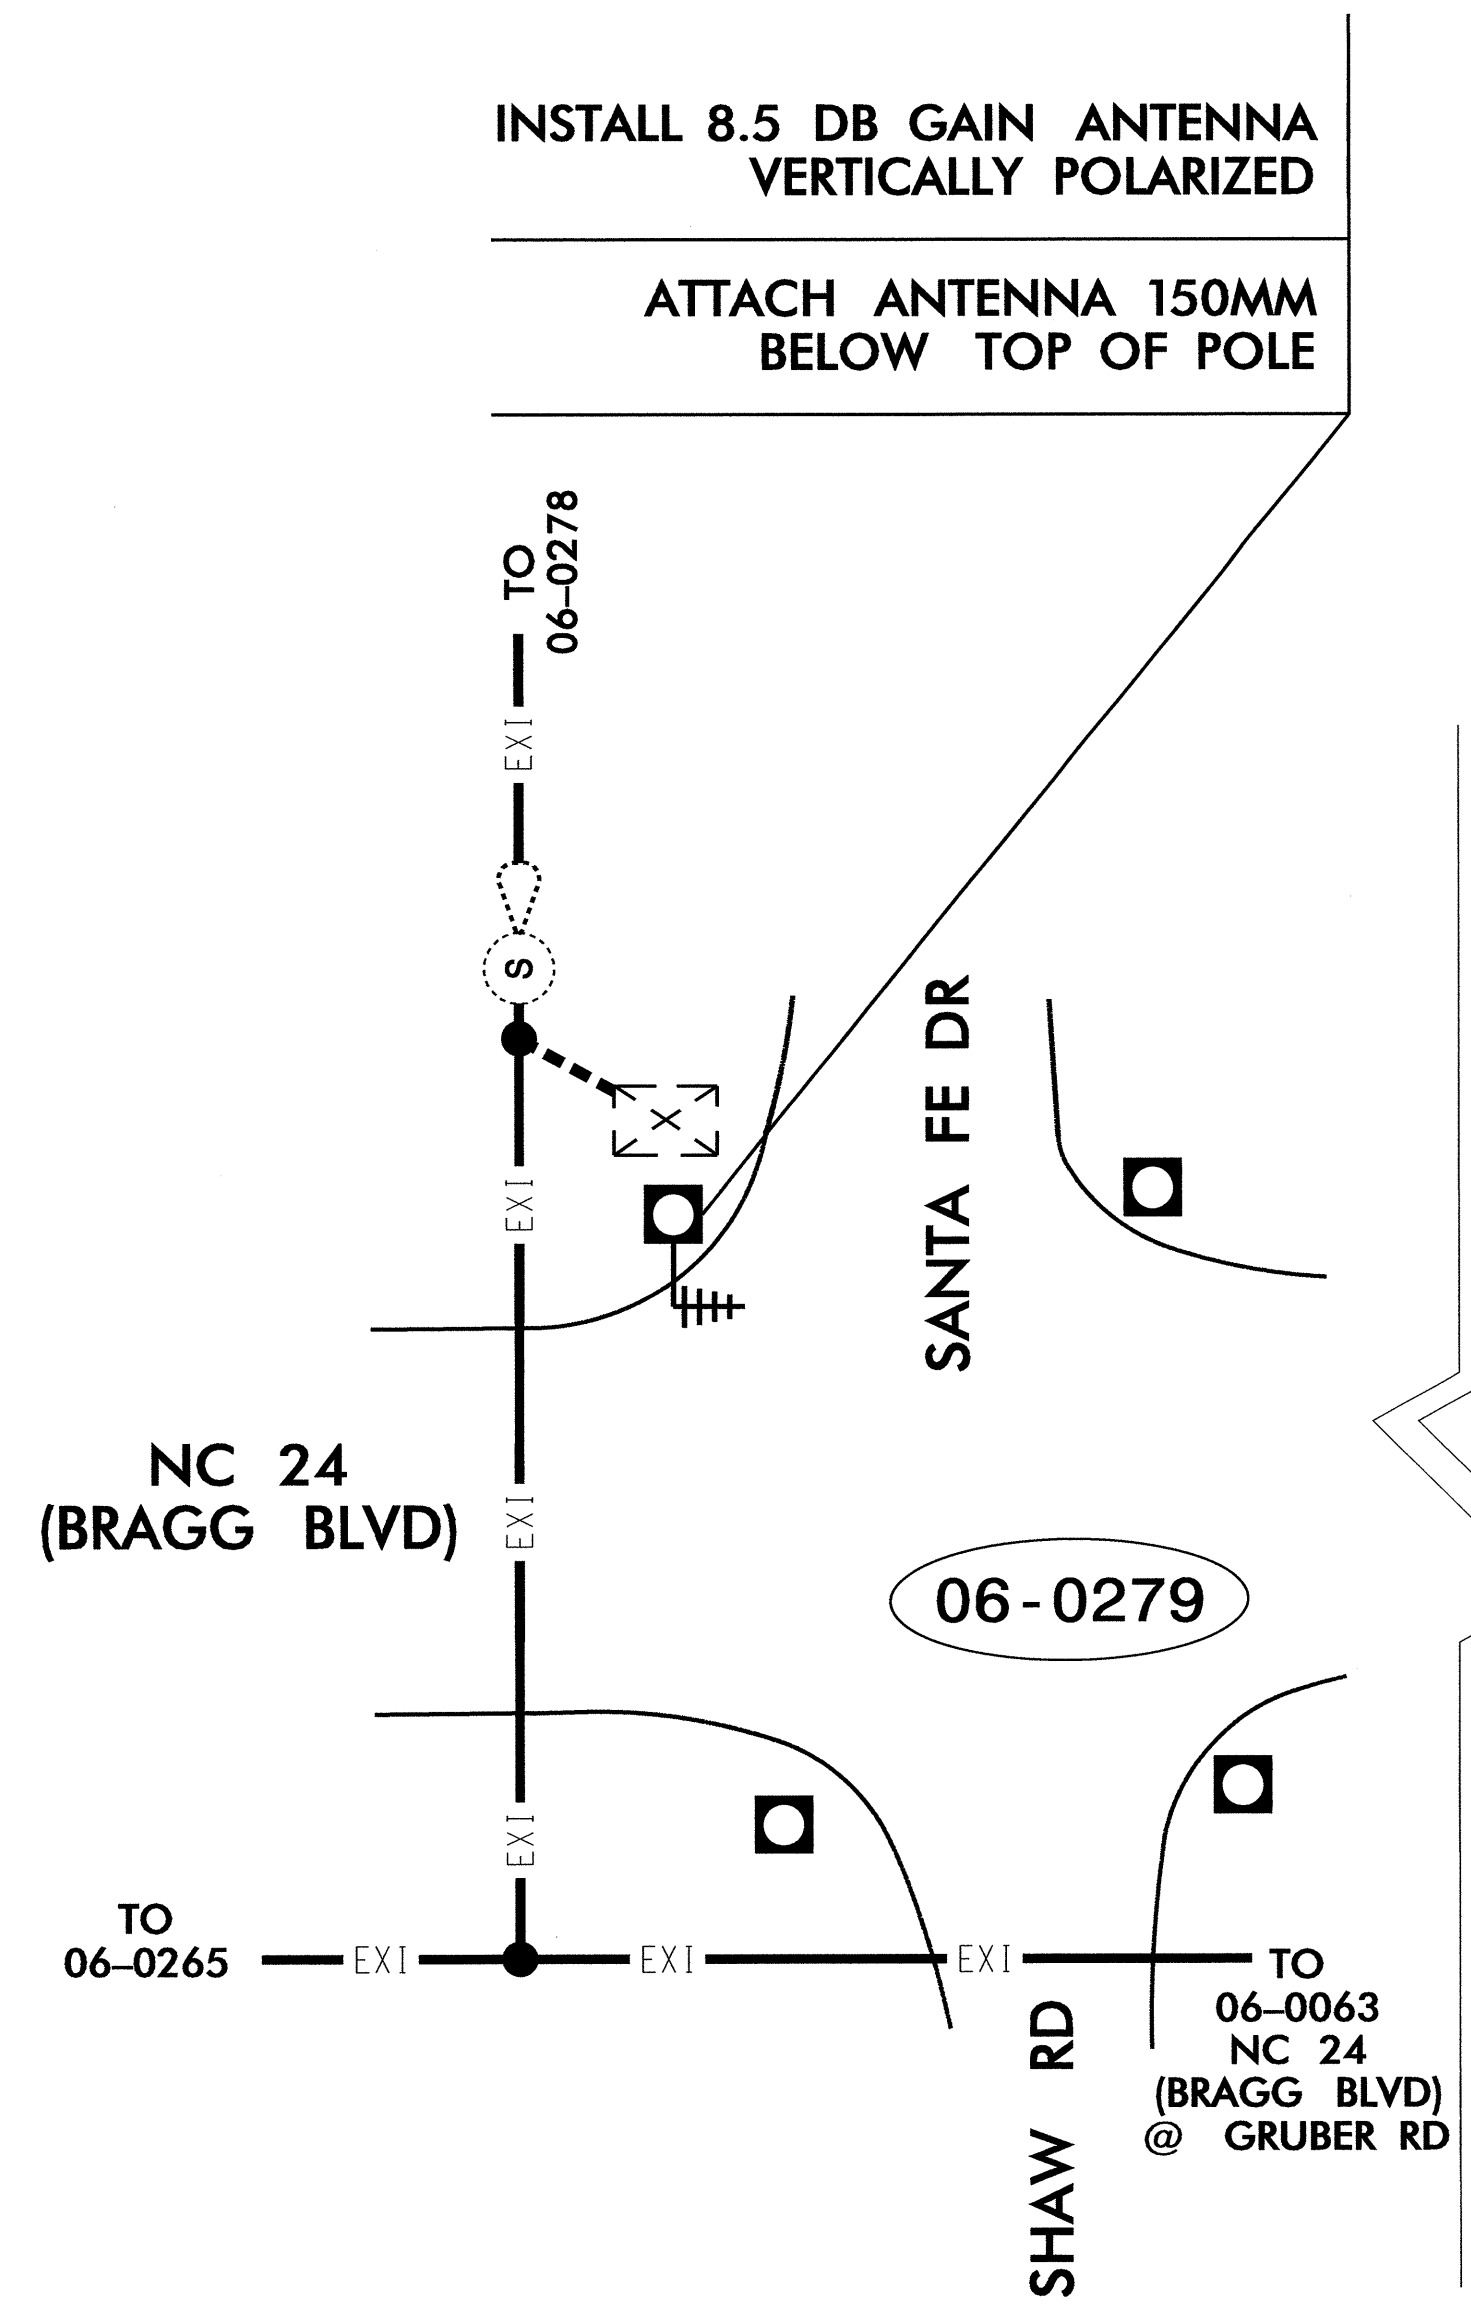 INSTALL 8.5 DB GAIN ANTENNA
VERTICALLY POLARIZED
ATTACH ANTENNA 150MM
BELOW TOP OF POLE
TO
06-0278
EXI
S
SANTA FE DR
EXI
NC 24
(BRAGG BLVD)
EXI
06-0279
EXI
TO
06-0265
EXI
EXI
EXI
TO
06-0063
NC 24
(BRAGG BLVD)
@ GRUBER RD
SHAW RD